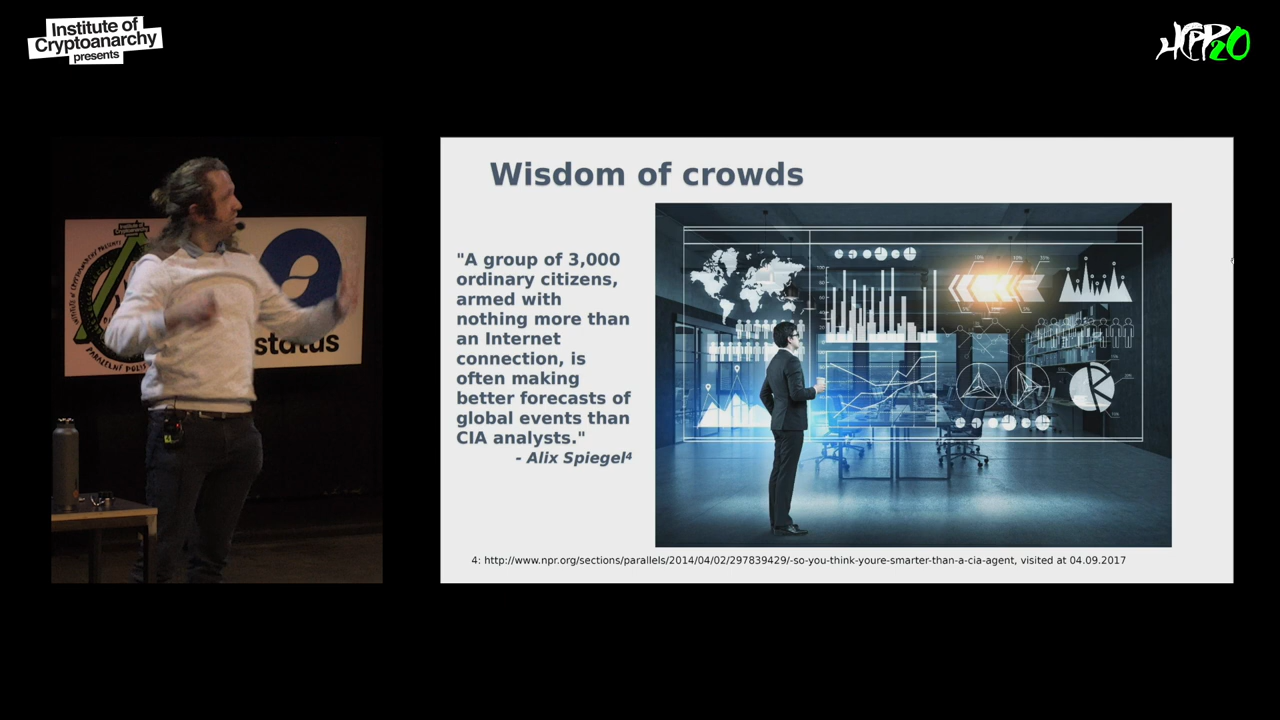 Institute of
Cryptoanarchy
presents
HCPP20
Wisdom of crowds
"A group of 3,000
ordinary citizens,
armed with
nothing more than
an Internet
connection, is
often making
better forecasts of
global events than
CIA analysts."
- Alix Spiegel⁴
4: http://www.npr.org/sections/parallels/2014/04/02/297839429/-so-you-think-youre-smarter-than-a-cia-agent, visited at 04.09.2017
Institute of
Cryptoanarchy
status